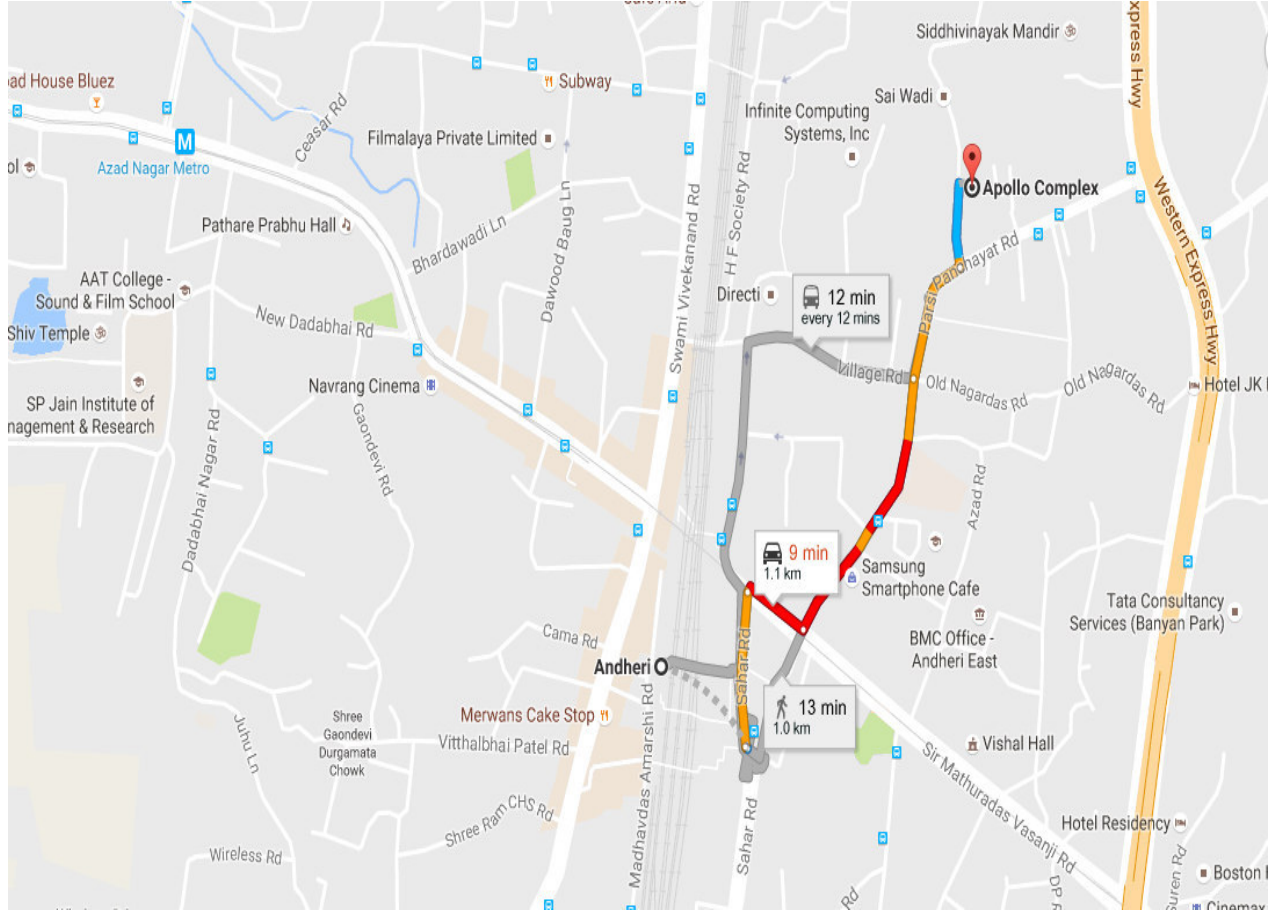 Siddhivinayak Mandir
Express Hwy
ad House Bluez
Subway
Sai Wadi
Infinite Computing
Systems, Inc
Ceasar Rd
Filmalaya Private Limited
M
Azad Nagar Metro
ol
H F Society Rd
Apollo Complex
Western Express Hwy
Swami Vivekanand Rd
Dawood Baug Ln
Bhardawadi Ln
Pathare Prabhu Hall
Parsi Panchayat Rd
AAT College -
Sound & Film School
Directi
12 min
every 12 mins
New Dadabhai Rd
Shiv Temple
Village Rd
Old Nagardas Rd
Old Nagardas Rd
Hotel JK
Navrang Cinema
SP Jain Institute of
nagement & Research
Gaondevi Rd
Dadabhai Nagar Rd
Azad Rd
9 min
1.1 km
Samsung
Smartphone Cafe
Tata Consultancy
Services (Banyan Park)
BMC Office -
Andheri East
Cama Rd
Andheri
Sahar Rd
13 min
1.0 km
Merwans Cake Stop
Madhavdas Amarshi Rd
Juhu Ln
Shree
Gaondevi
Durgamata
Chowk
Vitthalbhai Patel Rd
Vishal Hall
Sir Mathuradas Vasanji Rd
Shree Ram CHS Rd
Sahar Rd
Hotel Residency
Wireless Rd
Suren Rd
Boston
Rd
DP
Cinemax